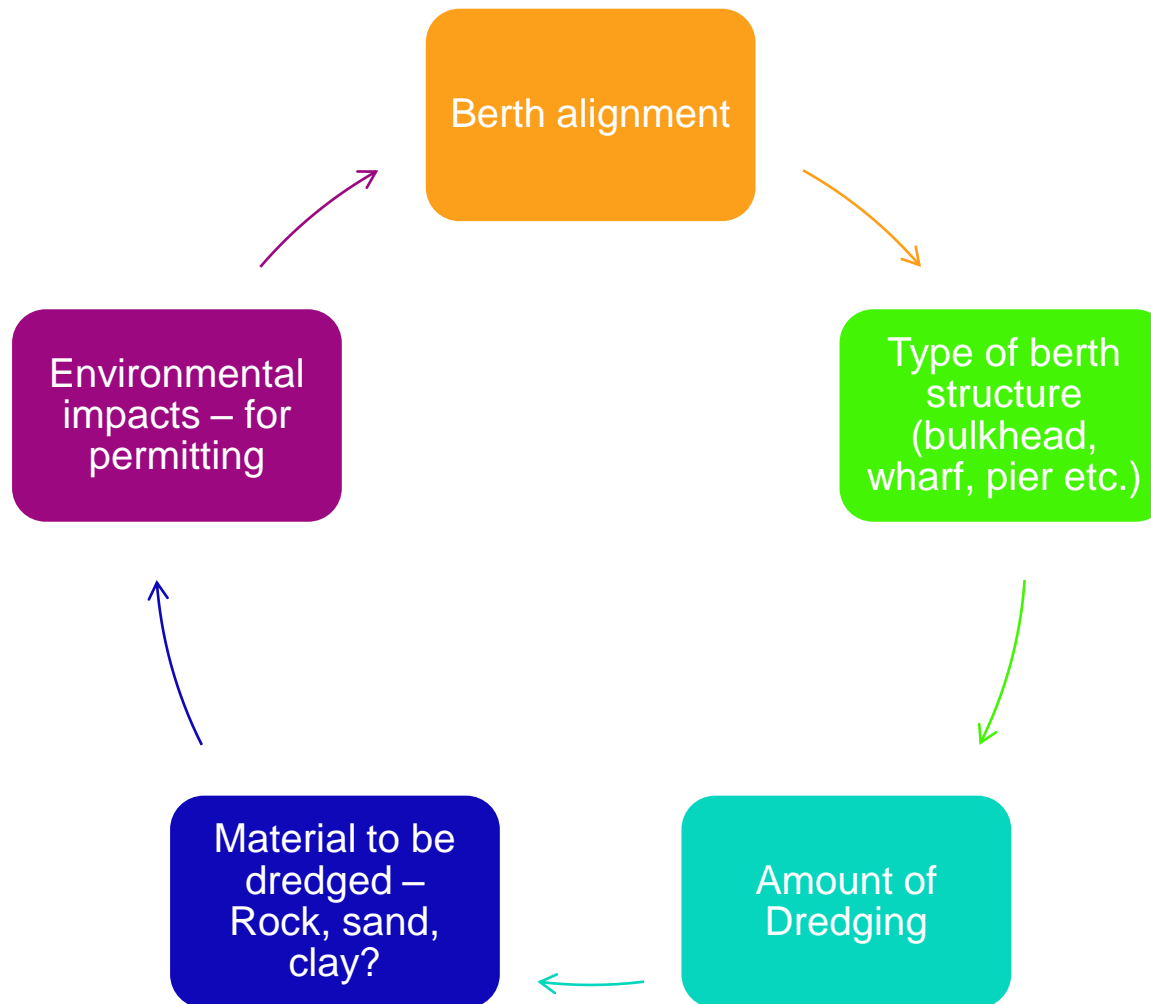 Berth alignment
Type of berth
structure
(bulkhead,
wharf, pier etc.)
Amount of
Dredging
Material to be
dredged –
Rock, sand,
clay?
Environmental
impacts – for
permitting